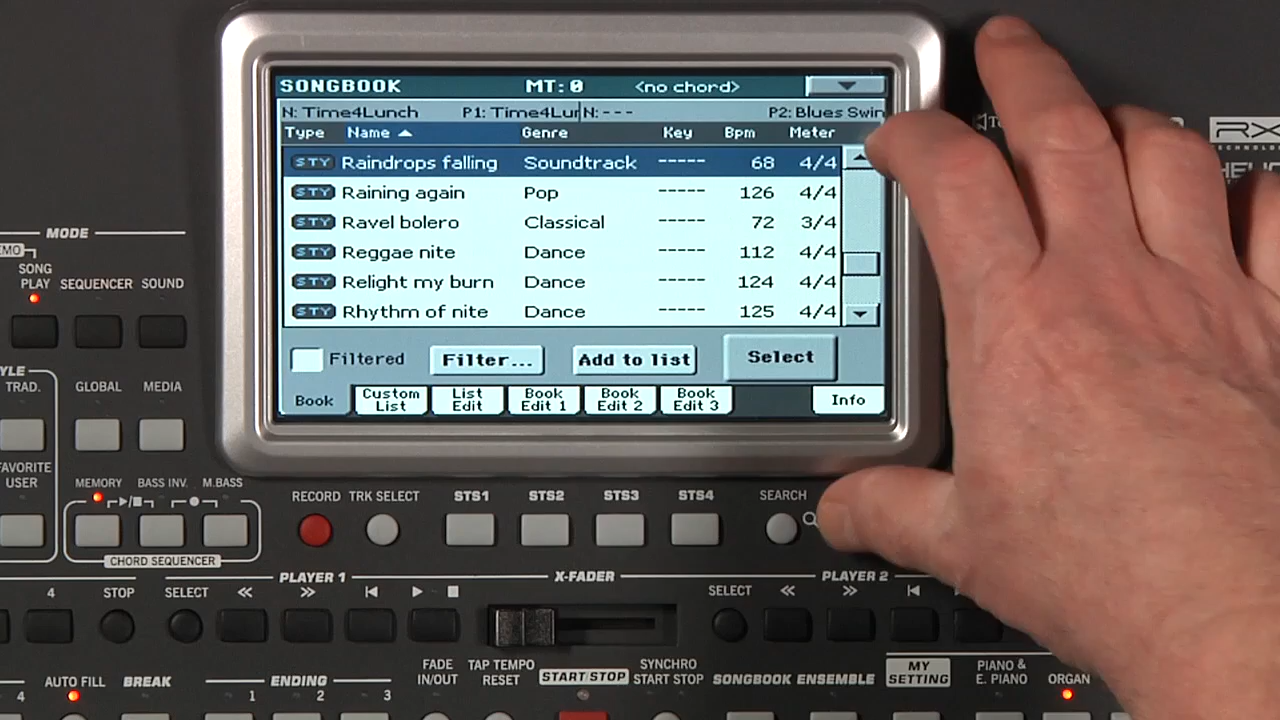 SONGBOOK MT: 0 <no chord>
N: Time4Lunch P1: Time4Lur N: --- P2: Blues Swin
Type Name Genre Key Bpm Meter
STY Raindrops falling Soundtrack ----- 68 4/4
STY Raining again Pop ----- 126 4/4
STY Ravel bolero Classical ----- 72 3/4
STY Reggae nite Dance ----- 112 4/4
STY Relight my burn Dance ----- 124 4/4
STY Rhythm of nite Dance ----- 125 4/4
Filtered Filter... Add to list Select
Book Custom List List Edit Book Edit 1 Book Edit 2 Book Edit 3 Info
RX
MODE
SONG PLAY SEQUENCER SOUND
TRAD. GLOBAL MEDIA
FAVORITE
USER MEMORY BASS INV. M.BASS
CHORD SEQUENCER
RECORD TRK SELECT STS1 STS2 STS3 STS4 SEARCH
PLAYER 1 X-FADER PLAYER 2
4 STOP SELECT SELECT
AUTO FILL BREAK ENDING
4 1 2 3
FADE IN/OUT TAP TEMPO RESET START STOP SYNCHRO START STOP SONGBOOK ENSEMBLE MY SETTING PIANO & E. PIANO ORGAN